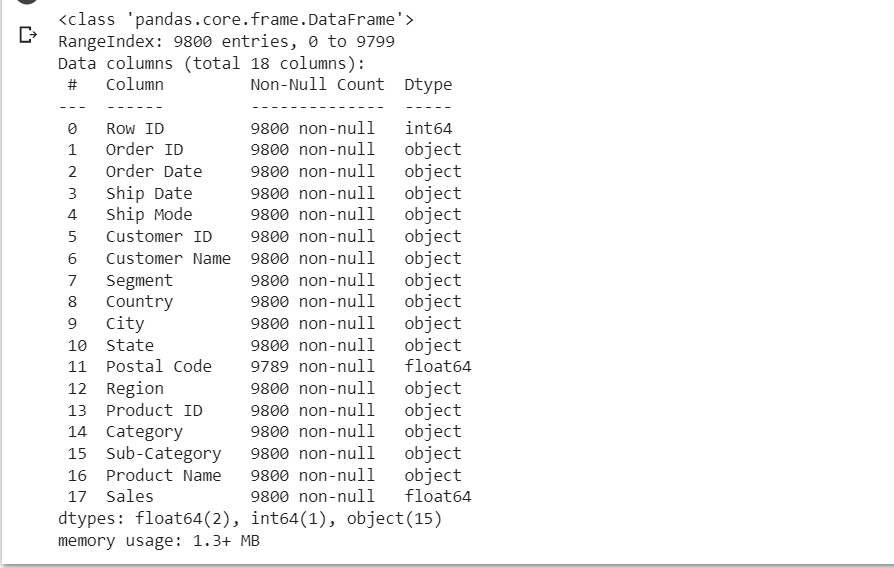 <class 'pandas.core.frame.DataFrame'>
RangeIndex: 9800 entries, 0 to 9799
Data columns (total 18 columns):
 #   Column         Non-Null Count  Dtype
---  ------         --------------  -----
 0   Row ID         9800 non-null   int64
 1   Order ID       9800 non-null   object
 2   Order Date     9800 non-null   object
 3   Ship Date      9800 non-null   object
 4   Ship Mode      9800 non-null   object
 5   Customer ID    9800 non-null   object
 6   Customer Name  9800 non-null   object
 7   Segment        9800 non-null   object
 8   Country        9800 non-null   object
 9   City           9800 non-null   object
 10  State          9800 non-null   object
 11  Postal Code    9789 non-null   float64
 12  Region         9800 non-null   object
 13  Product ID     9800 non-null   object
 14  Category       9800 non-null   object
 15  Sub-Category   9800 non-null   object
 16  Product Name   9800 non-null   object
 17  Sales          9800 non-null   float64
dtypes: float64(2), int64(1), object(15)
memory usage: 1.3+ MB